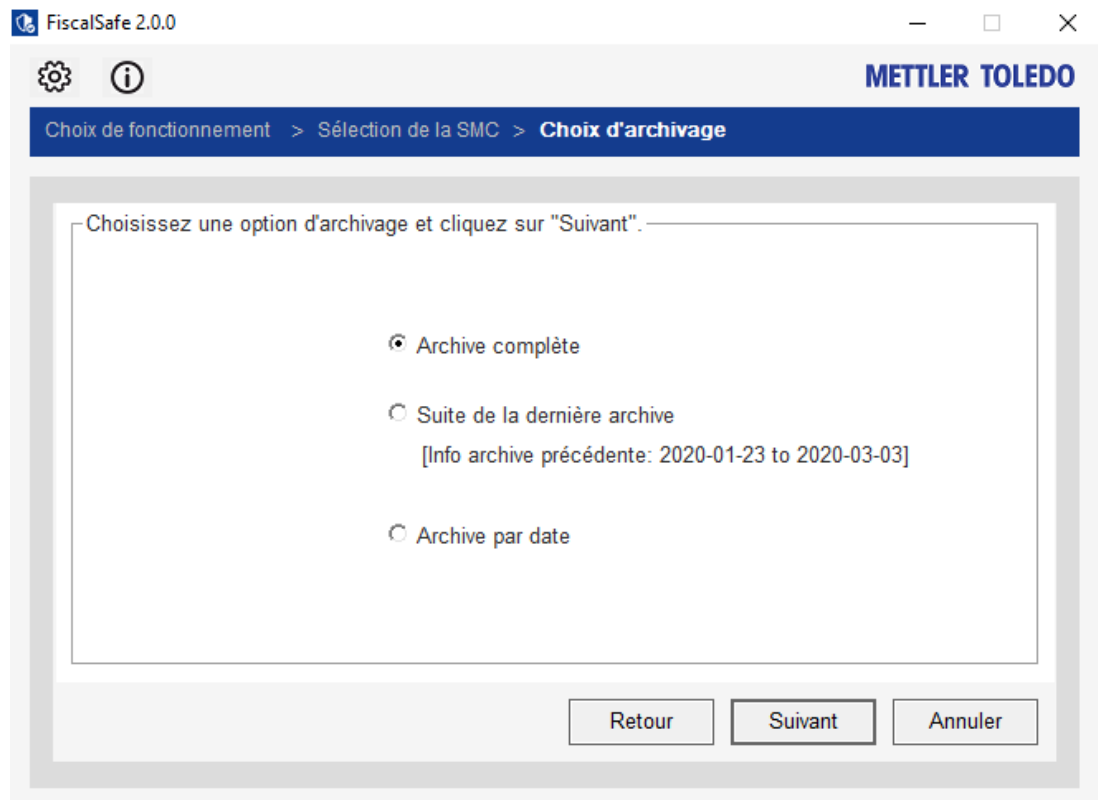 FiscalSafe 2.0.0
METTLER TOLEDO
Choix de fonctionnement > Sélection de la SMC > Choix d'archivage
Choisissez une option d'archivage et cliquez sur "Suivant".
Archive complète
Suite de la dernière archive
[Info archive précédente: 2020-01-23 to 2020-03-03]
Archive par date
Retour Suivant Annuler